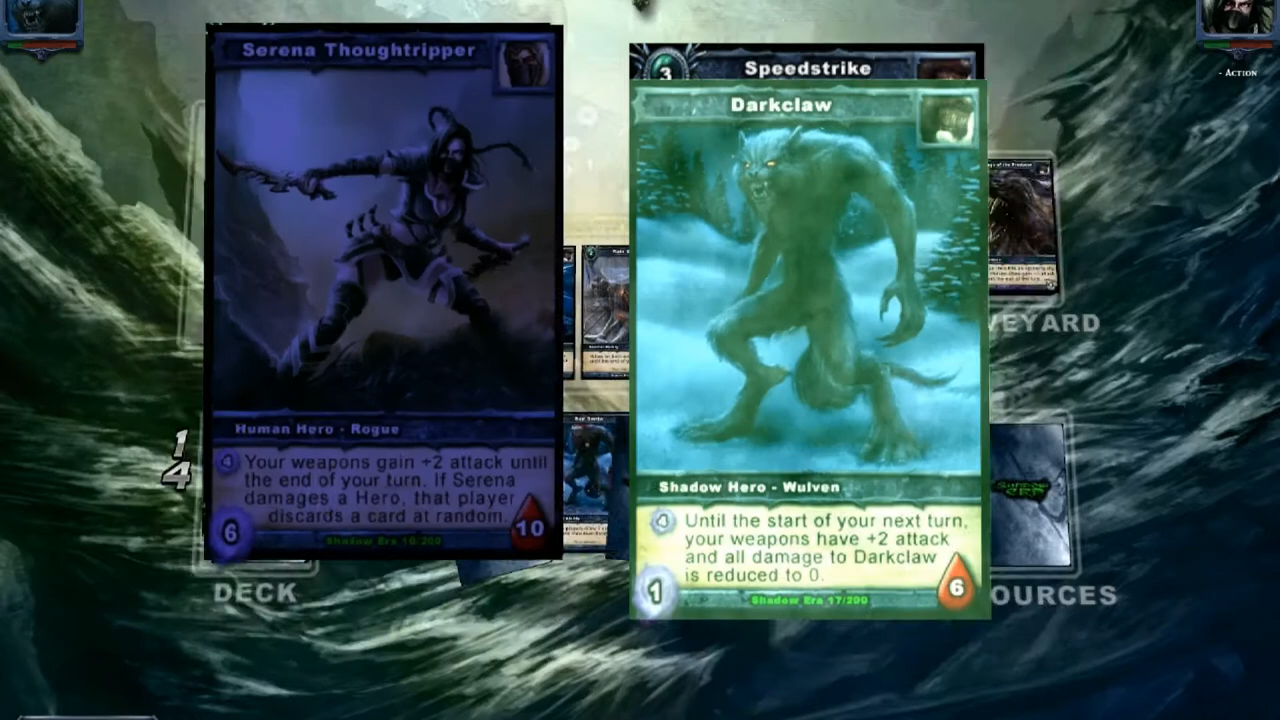 Serena Thoughtripper
Human Hero - Rogue
4 Your weapons gain +2 attack until
the end of your turn. If Serena
damages a Hero, that player
discards a card at random.
6
10
Shadow Era 16/200
3
Speedstrike
Darkclaw
Shadow Hero - Wulven
4 Until the start of your next turn,
your weapons have +2 attack
and all damage to Darkclaw
is reduced to 0.
1
6
Shadow Era 17/200
- ACTION
VEYARD
1
4
DECK
OURCES